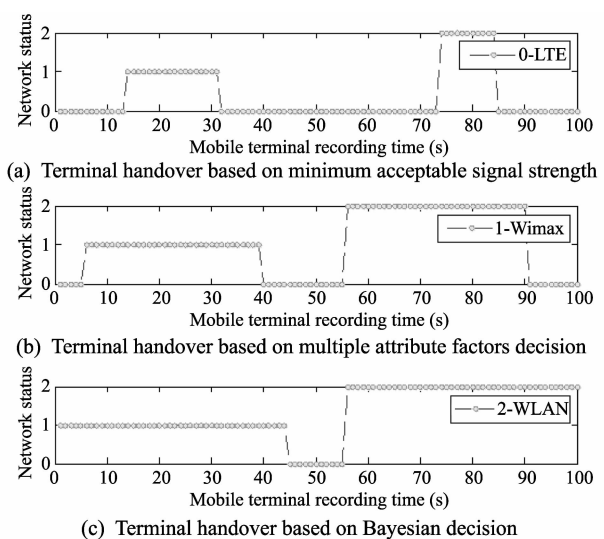 Network status
2
1
0
0-LTE
0 10 20 30 40 50 60 70 80 90 100
Mobile terminal recording time (s)
(a) Terminal handover based on minimum acceptable signal strength
Network status
2
1
0
1-Wimax
0 10 20 30 40 50 60 70 80 90 100
Mobile terminal recording time (s)
(b) Terminal handover based on multiple attribute factors decision
Network status
2
1
0
2-WLAN
0 10 20 30 40 50 60 70 80 90 100
Mobile terminal recording time (s)
(c) Terminal handover based on Bayesian decision